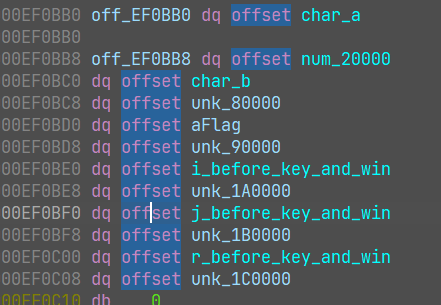 00EF0BB0 off_EF0BB0 dq offset char_a
00EF0BB0
00EF0BB8 off_EF0BB8 dq offset num_20000
00EF0BC0 dq offset char_b
00EF0BC8 dq offset unk_80000
00EF0BD0 dq offset aFlag
00EF0BD8 dq offset unk_90000
00EF0BE0 dq offset i_before_key_and_win
00EF0BE8 dq offset unk_1A0000
00EF0BF0 dq offset j_before_key_and_win
00EF0BF8 dq offset unk_1B0000
00EF0C00 dq offset r_before_key_and_win
00EF0C08 dq offset unk_1C0000
00EF0C10 db 0